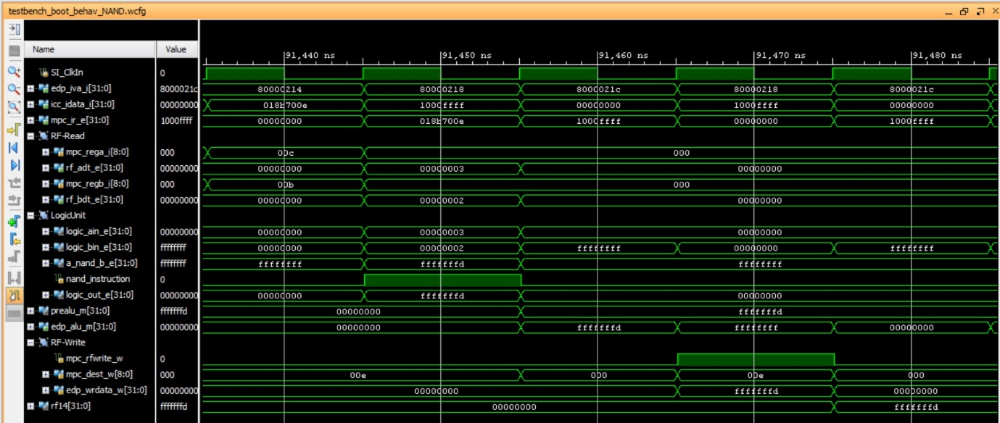 testbench_boot_behav_NAND.wcfg
Name Value 91,440 ns 91,450 ns 91,460 ns 91,470 ns 91,480 ns
SI_ClkIn 0
edp_iva_i[31:0] 8000021c 80000214 80000218 8000021c 80000218 8000021c
icc_idata_i[31:0] 00000000 018b700e 1000ffff 00000000 1000ffff 00000000
mpc_ir_e[31:0] 1000ffff 00000000 018b700e 1000ffff 00000000 1000ffff
RF-Read
mpc_rega_i[8:0] 000 00c 000
rf_adt_e[31:0] 00000000 00000000 00000003 00000000
mpc_regb_i[8:0] 000 00b 000
rf_bdt_e[31:0] 00000000 00000000 00000002 00000000
LogicUnit
logic_ain_e[31:0] 00000000 00000000 00000003 00000000
logic_bin_e[31:0] ffffffff 00000000 00000002 ffffffff 00000000 ffffffff
a_nand_b_e[31:0] ffffffff ffffffff fffffffd ffffffff
nand_instruction 0
logic_out_e[31:0] 00000000 00000000 fffffffd 00000000
prealu_m[31:0] fffffffd 00000000 fffffffd
edp_alu_m[31:0] 00000000 00000000 fffffffd ffffffff 00000000
RF-Write
mpc_rfwrite_w 0
mpc_dest_w[8:0] 000 00e 000 00e 000
edp_wrdata_w[31:0] 00000000 00000000 fffffffd 00000000
rf14[31:0] fffffffd 00000000 fffffffd